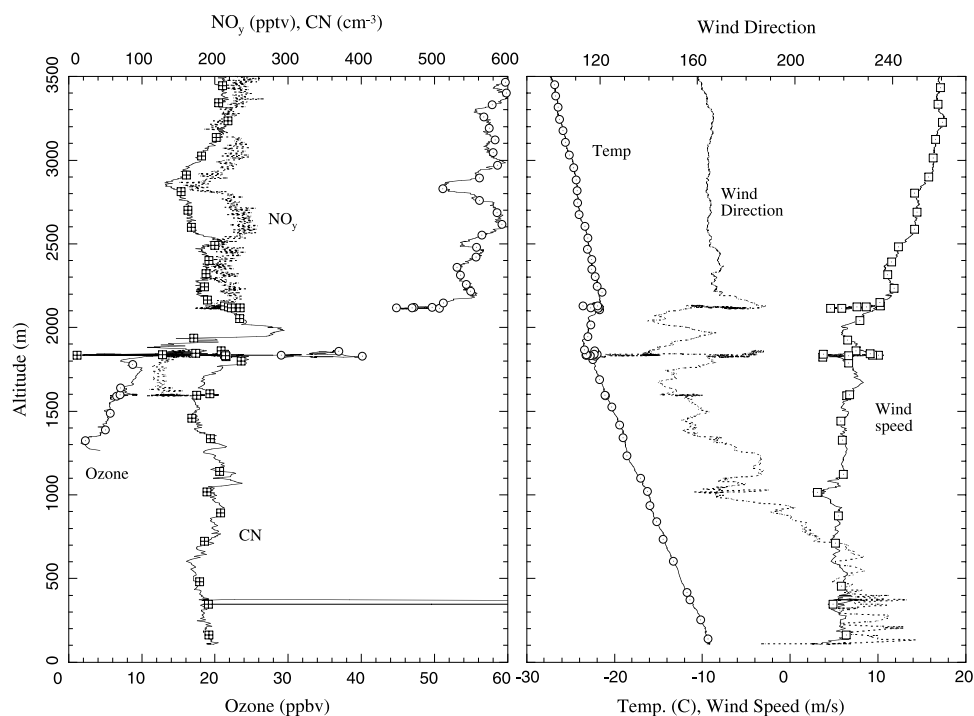 NOy (pptv), CN (cm-3)
Wind Direction
0 100 200 300 400 500 600
120 160 200 240
3500
3000
2500
2000
1500
1000
500
0
Altitude (m)
NOy
Ozone
CN
Temp
Wind
Direction
Wind
speed
0 10 20 30 40 50 60
-30 -20 -10 0 10 20
Ozone (ppbv)
Temp. (C), Wind Speed (m/s)